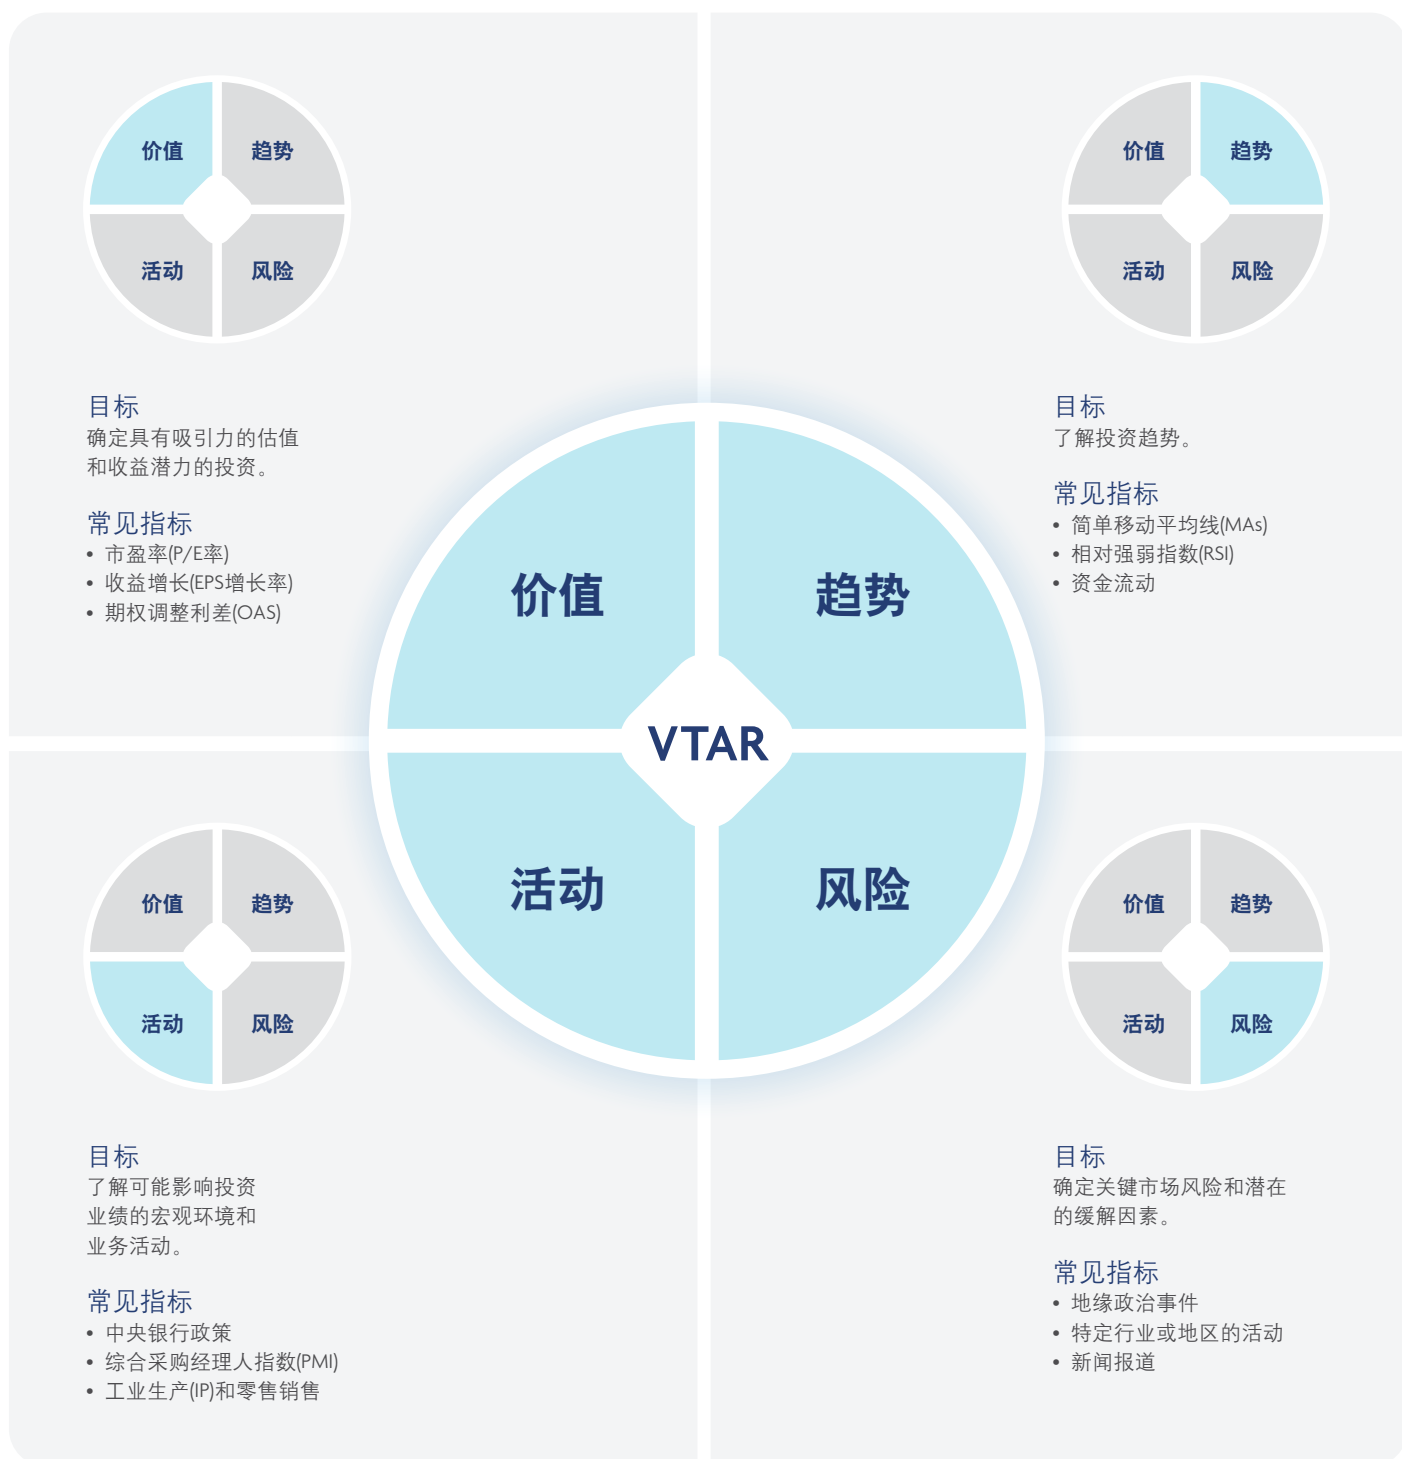 价值
趋势
活动
风险
目标
确定具有吸引力的估值
和收益潜力的投资。
常见指标
• 市盈率(P/E率)
• 收益增长(EPS增长率)
• 期权调整利差(OAS)
价值
趋势
活动
风险
目标
了解投资趋势。
常见指标
• 简单移动平均线(MAs)
• 相对强弱指数(RSI)
• 资金流动
价值
趋势
VTAR
活动
风险
价值
趋势
活动
风险
目标
了解可能影响投资
业绩的宏观环境和
业务活动。
常见指标
• 中央银行政策
• 综合采购经理人指数(PMI)
• 工业生产(IP)和零售销售
价值
趋势
活动
风险
目标
确定关键市场风险和潜在
的缓解因素。
常见指标
• 地缘政治事件
• 特定行业或地区的活动
• 新闻报道